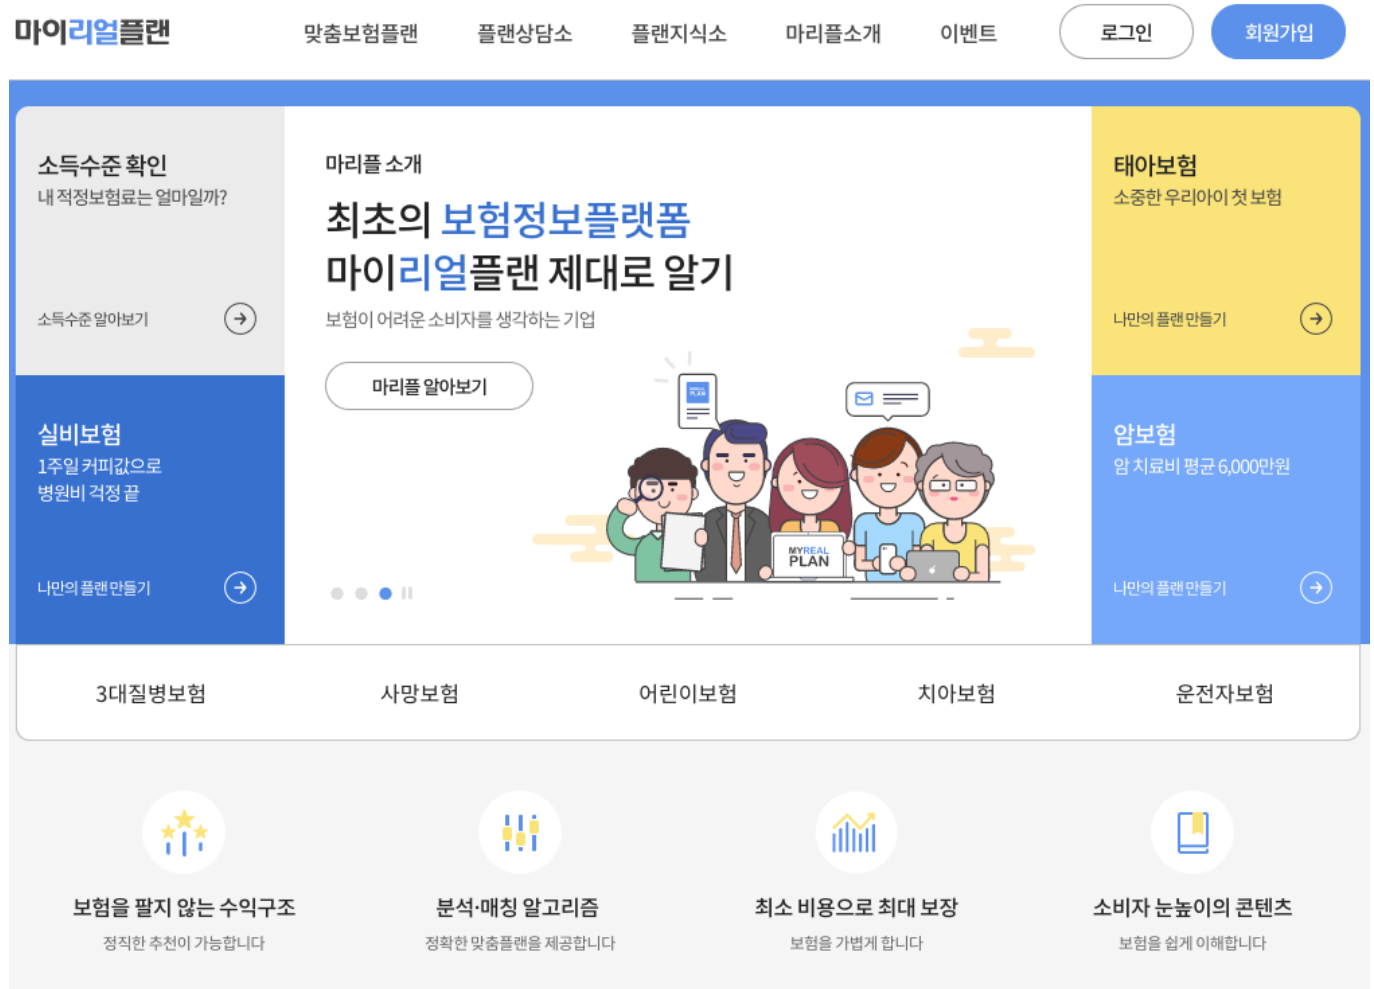 마이리얼플랜
맞춤보험플랜
플랜상담소
플랜지식소
마리플소개
이벤트
로그인
회원가입
소득수준 확인
내 적정보험료는 얼마일까?
소득수준 알아보기
실비보험
1주일 커피값으로
병원비 걱정 끝
나만의 플랜 만들기
마리플 소개
최초의 보험정보플랫폼
마이리얼플랜 제대로 알기
보험이 어려운 소비자를 생각하는 기업
마리플 알아보기
PLAN
MYREAL
PLAN
태아보험
소중한 우리아이 첫 보험
나만의 플랜 만들기
암보험
암 치료비 평균 6,000만원
나만의 플랜 만들기
3대질병보험
사망보험
어린이보험
치아보험
운전자보험
보험을 팔지 않는 수익구조
정직한 추천이 가능합니다
분석·매칭 알고리즘
정확한 맞춤플랜을 제공합니다
최소 비용으로 최대 보장
보험을 가볍게 합니다
소비자 눈높이의 콘텐츠
보험을 쉽게 이해합니다